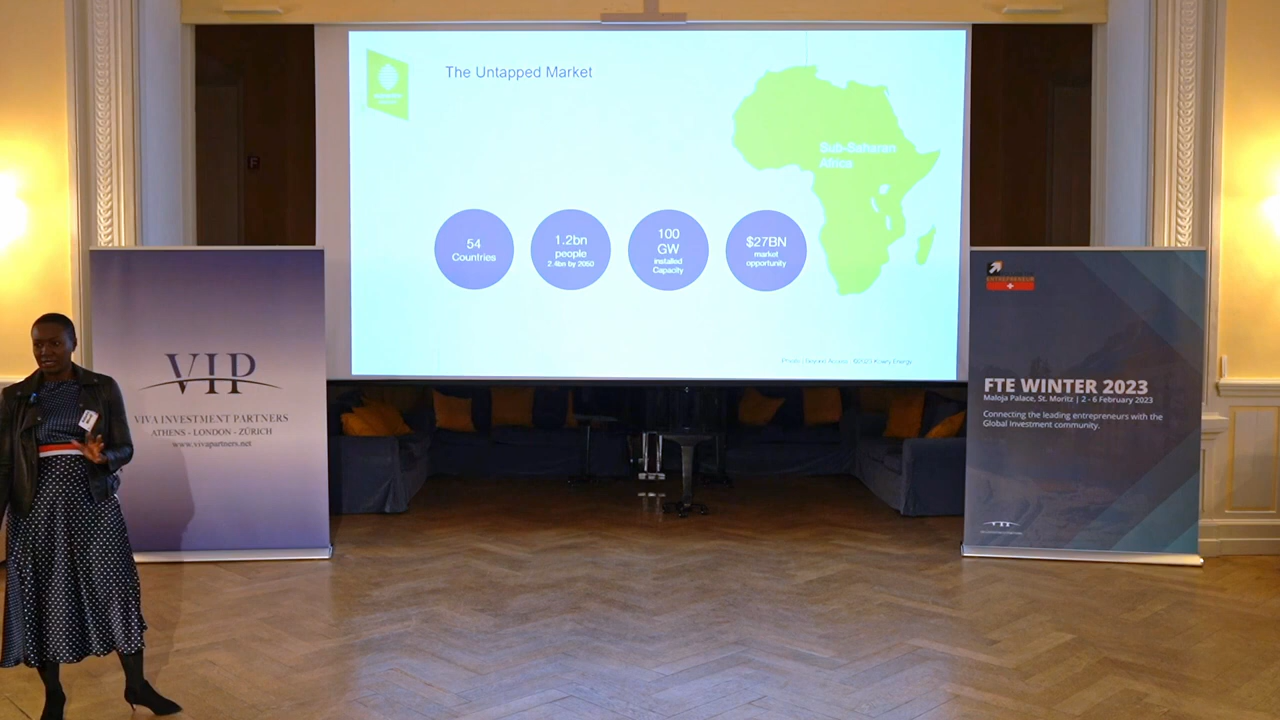 The Untapped Market
Sub-Saharan
Africa
54
Countries
1.2bn
people
2.4bn by 2050
100
GW
installed
Capacity
$27BN
market
opportunity
F
VIP
VIVA INVESTMENT PARTNERS
ATHENS - LONDON - ZÜRICH
www.vivapartners.net
ENTREPRENEUR
FTE WINTER 2023
Maloja Palace, St. Moritz | 2 - 6 February 2023
Connecting the leading entrepreneurs with the
Global Investment community.